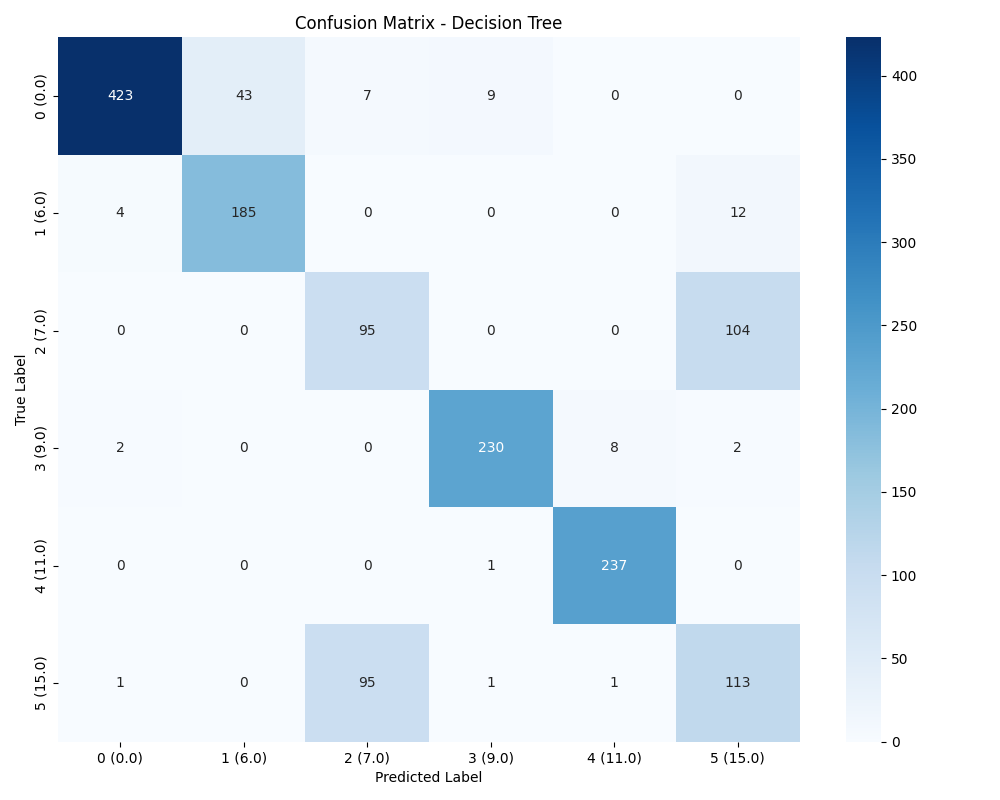 Confusion Matrix - Decision Tree
True Label
0 (0.0) 423 43 7 9 0 0
1 (6.0) 4 185 0 0 0 12
2 (7.0) 0 0 95 0 0 104
3 (9.0) 2 0 0 230 8 2
4 (11.0) 0 0 0 1 237 0
5 (15.0) 1 0 95 1 1 113
0 (0.0) 1 (6.0) 2 (7.0) 3 (9.0) 4 (11.0) 5 (15.0)
Predicted Label
400
350
300
250
200
150
100
50
0